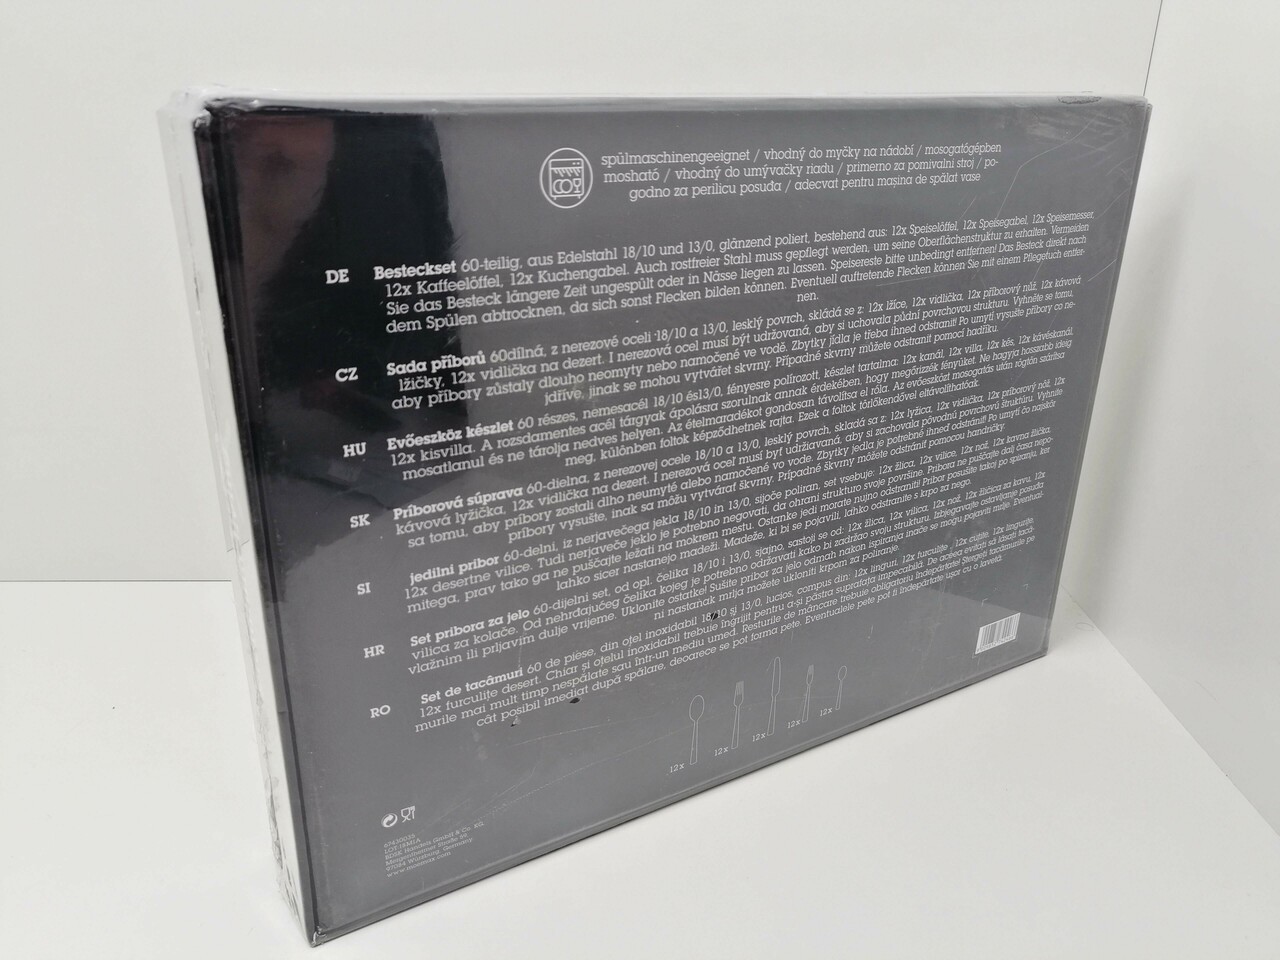 spülmaschinengeeignet / vhodný do myčky na nádobí / mosogatógépben
mosható / vhodný do umývačky riadu / primerno za pomivalni stroj / po-
godno za perilicu posuđa / adecvat pentru mașina de spălat vase
DE Besteckset 60-teilig, aus Edelstahl 18/10 und 13/0, glänzend poliert, bestehend aus: 12x Speiselöffel, 12x Speisegabel, 12x Speisemesser,
12x Kaffeelöffel, 12x Kuchengabel. Auch rostfreier Stahl muss gepflegt werden, um seine Oberflächenstruktur zu erhalten. Vermeiden
Sie das Besteck längere Zeit ungespült oder in Nässe liegen zu lassen. Speisereste bitte unbedingt entfernen! Das Besteck direkt nach
dem Spülen abtrocknen, da sich sonst Flecken bilden können. Eventuell auftretende Flecken können Sie mit einem Pflegetuch entfer-
nen.
CZ Sada příborů 60dílná, z nerezové oceli 18/10 a 13/0, lesklý povrch, skládá se z: 12x lžíce, 12x vidlička, 12x příborový nůž, 12x kávová
lžičky, 12x vidlička na dezert. I nerezová ocel musí být udržovaná, aby si uchovala půdní povrchovou strukturu. Vyhněte se tomu,
aby příbory zůstaly dlouho neomyty nebo namočené ve vodě. Zbytky jídla je třeba ihned odstranit! Po umytí vysušte příbory co ne-
jdříve, jinak se mohou vytvářet skvrny. Případné skvrny můžete odstranit pomocí hadříku.
HU Evőeszköz készlet 60 részes, nemesacél 18/10 és13/0, fényesre polírozott, készlet tartalma: 12x kanál, 12x villa, 12x kés, 12x kávéskanál,
12x kisvilla. A rozsdamentes acél tárgyak ápolásra szorulnak annak érdekében, hogy megőrizzék fényüket. Ne hagyja hosszabb ideig
mosatlanul és ne tárolja nedves helyen. Az ételmaradékot gondosan távolítsa el róla. Az evőeszközt mosogatás után rögtön szárítsa
meg, különben foltok képződhetnek rajta. Ezek a foltok törlőkendővel eltávolíthatóak.
SK Príborová súprava 60-dielna, z nerezovej ocele 18/10 a 13/0, lesklý povrch, skladá sa z: 12x lyžica, 12x vidlička, 12x príborový nôž, 12x
kávová lyžička, 12x vidlička na dezert. I nerezová ocel musí byť udržiavaná, aby si zachovala pôvodnú povrchovú štruktúru. Vyhnite
sa tomu, aby príbory zostali dlho neumyté alebo namočené vo vode. Zbytky jedla je potrebné ihned odstrániť! Po umytí čo najskôr
príbory vysušte, inak sa môžu vytvárať škvrny. Prípadné škvrny môžete odstrániť pomocou handričky.
SI jedilni pribor 60-delni, iz nerjavečega jekla 18/10 in 13/0, sijoče poliran, set vsebuje: 12x žlica, 12x vilice, 12x nož, 12x kavna žlička,
12x desertne vilice. Tudi nerjaveče jeklo je potrebno negovati, da ohrani strukturo svoje površine. Pribora ne puščajte dalj časa nepo-
mitega, prav tako ga ne puščajte ležati na mokrem mestu. Ostanke jedi morate nujno odstraniti! Pribor posušite takoj po spiranju, ker
lahko sicer nastanejo madeži. Madeže, ki bi se pojavili, lahko odstranite s krpo za nego.
HR Set pribora za jelo 60-dijelni set, od opl. čelika 18/10 i 13/0, sjajno, sastoji se od: 12x žlica, 12x vilica, 12x nož, 12x žličica za kavu, 12x
vilica za kolače. Od nehrđajućeg čelika kojeg je potrebno održavati kako bi zadržao svoju strukturu. Izbjegavajte ostavljanje posuđa
vlažnim ili prljavim dulje vrijeme. Uklonite ostatke! Sušite pribor za jelo odmah nakon ispiranja inače se mogu pojaviti mrlje. Eventual-
ni nastanak mrlja možete ukloniti krpom za poliranje.
RO Set de tacâmuri 60 de piese, din oțel inoxidabil 18/10 și 13/0, lucios, compus din: 12x linguri, 12x furculițe, 12x cuțite, 12x lingurițe,
12x furculițe desert. Chiar și oțelul inoxidabil trebuie îngrijit pentru a-și păstra suprafața impecabilă. De aceea evitați să lăsați tacâ-
murile mai mult timp nespălate sau într-un mediu umed. Resturile de mâncare trebuie obligatoriu îndepărtate! Ștergeți tacâmurile pe
cât posibil imediat după spălare, deoarece se pot forma pete. Eventualele pete pot fi îndepărtate ușor cu o lavetă.
12x 12x 12x 12x 12x
BDSK Handels GmbH & Co. KG,
Mergentheimer Straße 59
97084 Würzburg, Germany
www.moemax.com